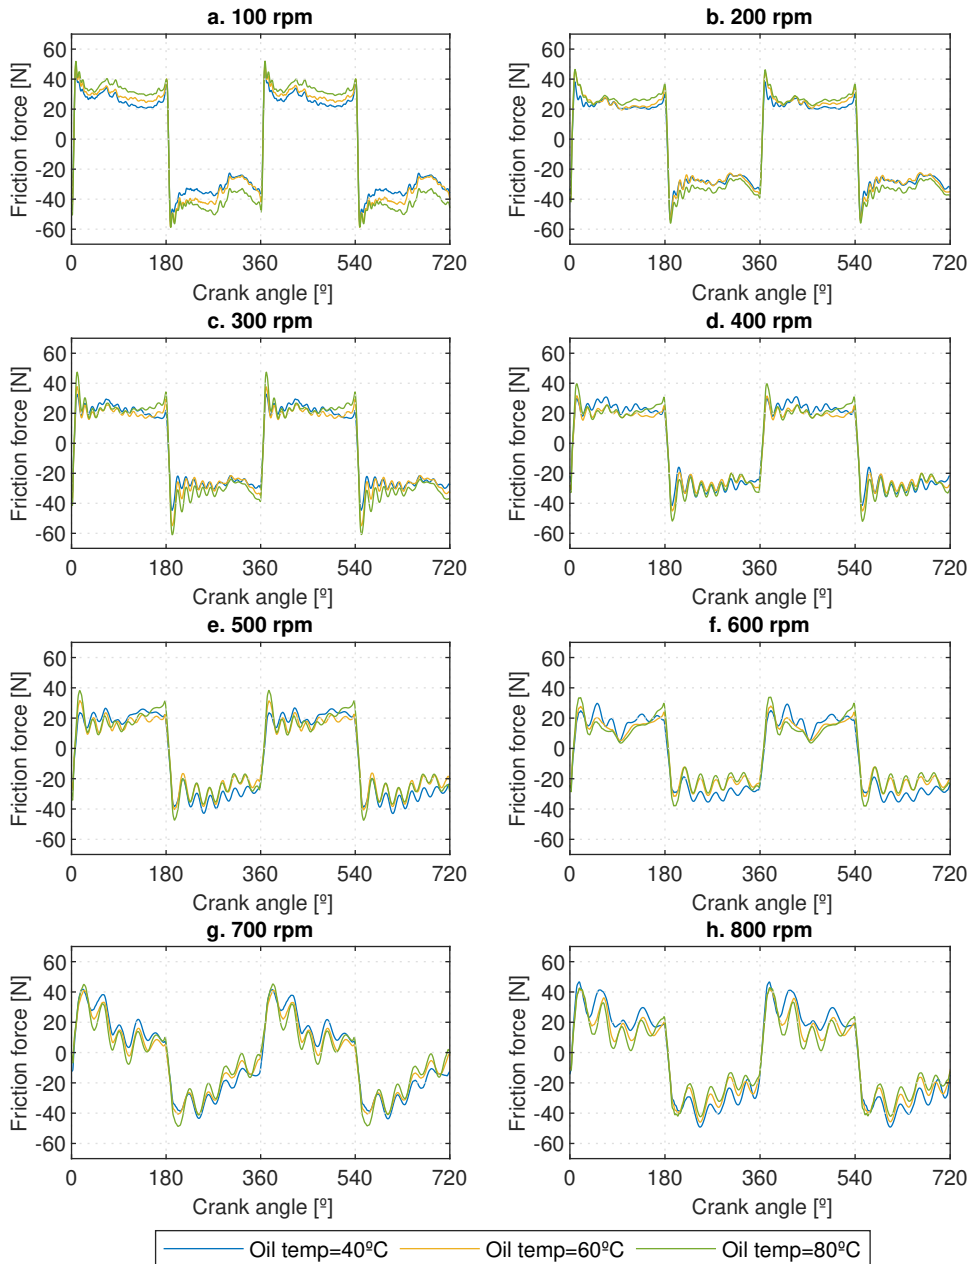 a. 100 rpm
60
40
20
0
-20
-40
-60
Friction force [N]
0 180 360 540 720
Crank angle [º]
b. 200 rpm
60
40
20
0
-20
-40
-60
Friction force [N]
0 180 360 540 720
Crank angle [º]
c. 300 rpm
60
40
20
0
-20
-40
-60
Friction force [N]
0 180 360 540 720
Crank angle [º]
d. 400 rpm
60
40
20
0
-20
-40
-60
Friction force [N]
0 180 360 540 720
Crank angle [º]
e. 500 rpm
60
40
20
0
-20
-40
-60
Friction force [N]
0 180 360 540 720
Crank angle [º]
f. 600 rpm
60
40
20
0
-20
-40
-60
Friction force [N]
0 180 360 540 720
Crank angle [º]
g. 700 rpm
60
40
20
0
-20
-40
-60
Friction force [N]
0 180 360 540 720
Crank angle [º]
h. 800 rpm
60
40
20
0
-20
-40
-60
Friction force [N]
0 180 360 540 720
Crank angle [º]
Oil temp=40ºC Oil temp=60ºC Oil temp=80ºC